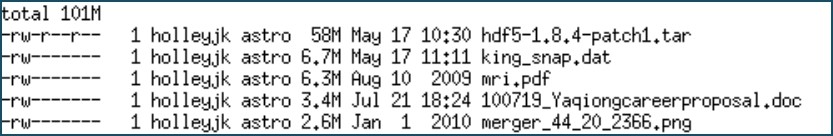 total 101M
-rw-r--r--   1 holleyjk astro  58M May 17 10:30 hdf5-1.8.4-patch1.tar
-rw-------   1 holleyjk astro 6.7M May 17 11:11 king_snap.dat
-rw-------   1 holleyjk astro 6.3M Aug 10  2009 mri.pdf
-rw-------   1 holleyjk astro 3.4M Jul 21 18:24 100719_Yaqiongcareerproposal.doc
-rw-------   1 holleyjk astro 2.6M Jan  1  2010 merger_44_20_2366.png